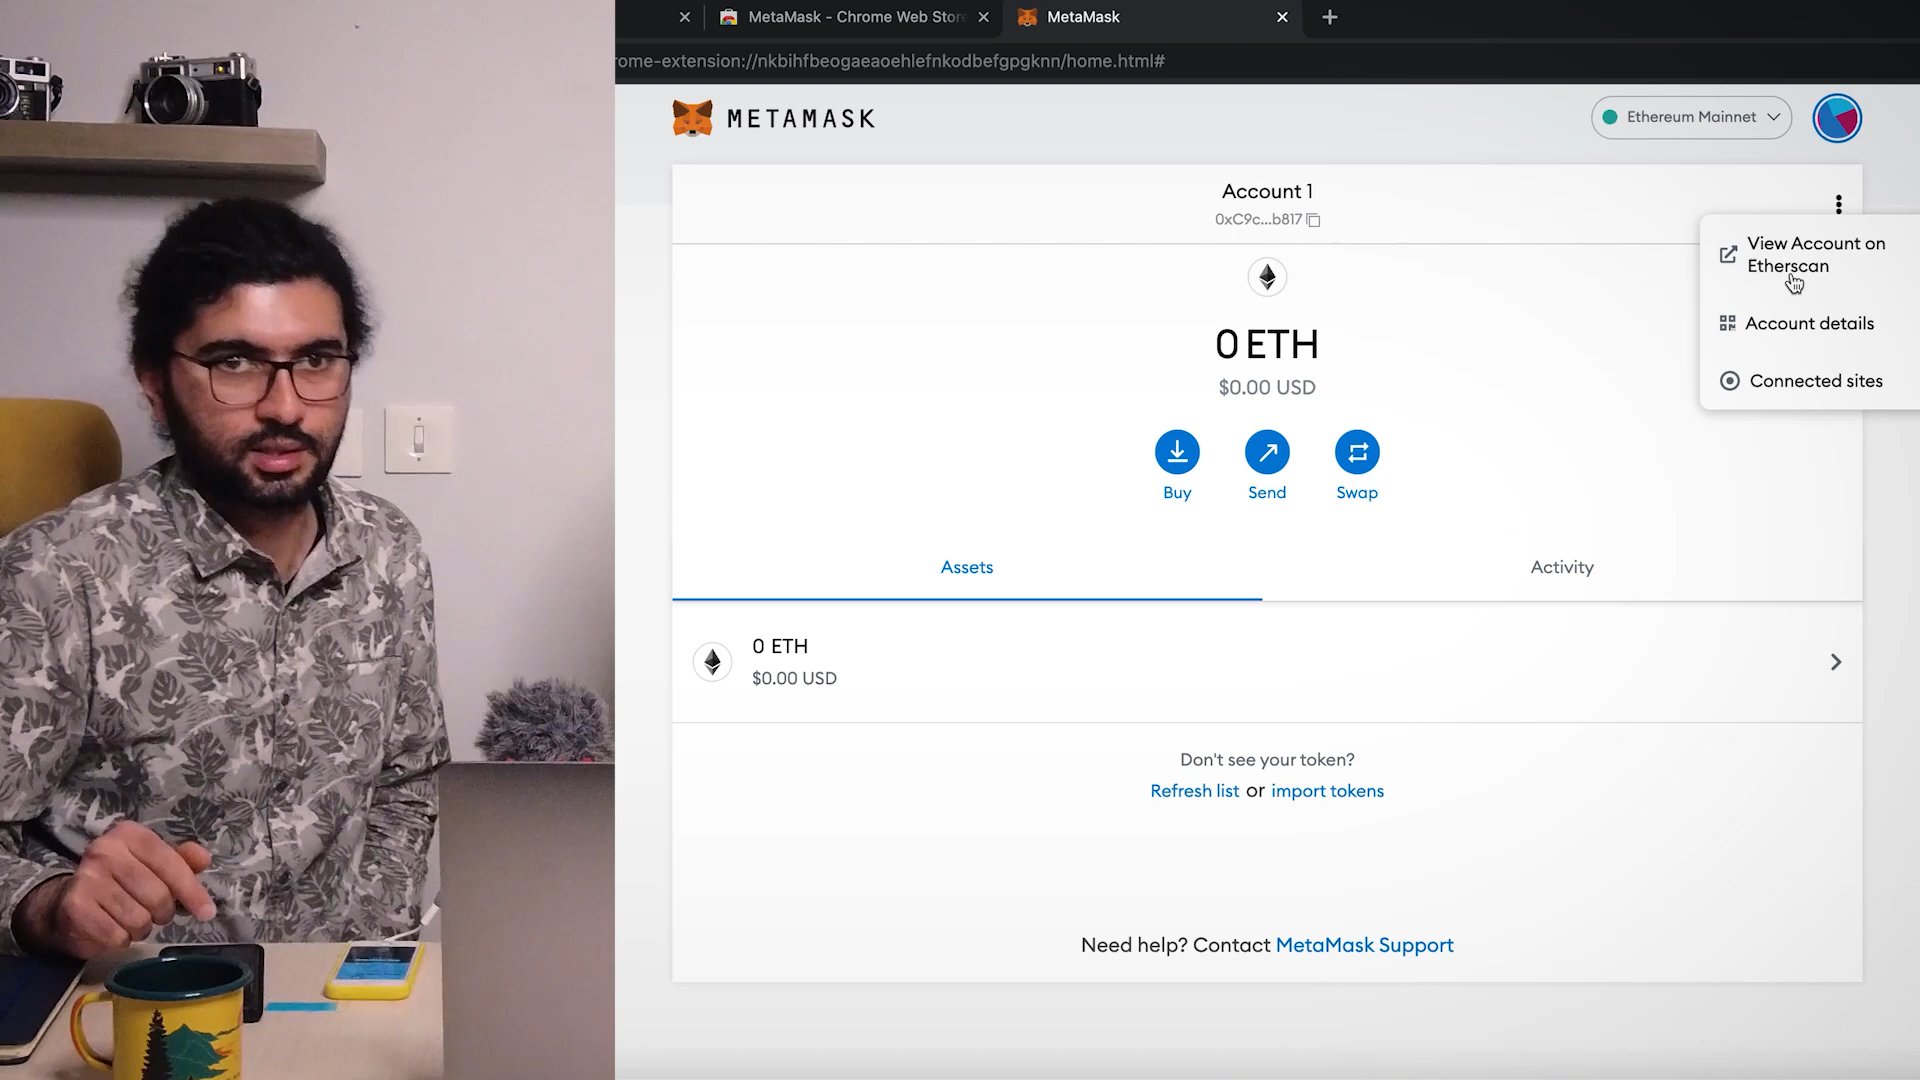 MetaMask - Chrome Web Store
MetaMask
rome-extension://nkbihfbeogaeaoehlefnkodbefgpgknn/home.html#
METAMASK
Ethereum Mainnet
Account 1
0xC9c...b817
View Account on
Etherscan
Account details
Connected sites
0 ETH
$0.00 USD
Buy
Send
Swap
Assets
Activity
0 ETH
$0.00 USD
Don't see your token?
Refresh list or import tokens
Need help? Contact MetaMask Support